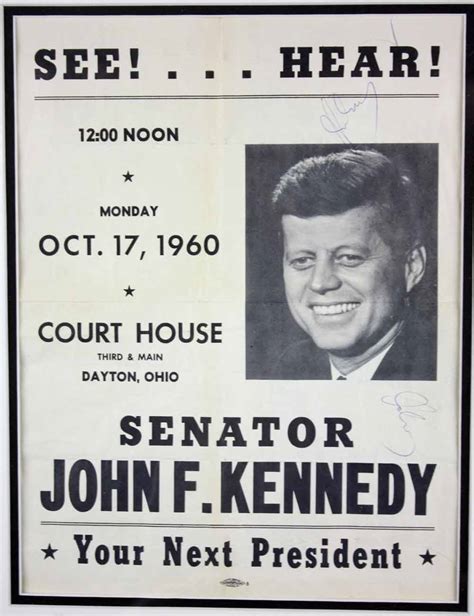 SEE! . . . HEAR!
12:00 NOON
★
MONDAY
OCT. 17, 1960
★
COURT HOUSE
THIRD & MAIN
DAYTON, OHIO
SENATOR
JOHN F. KENNEDY
★ Your Next President ★